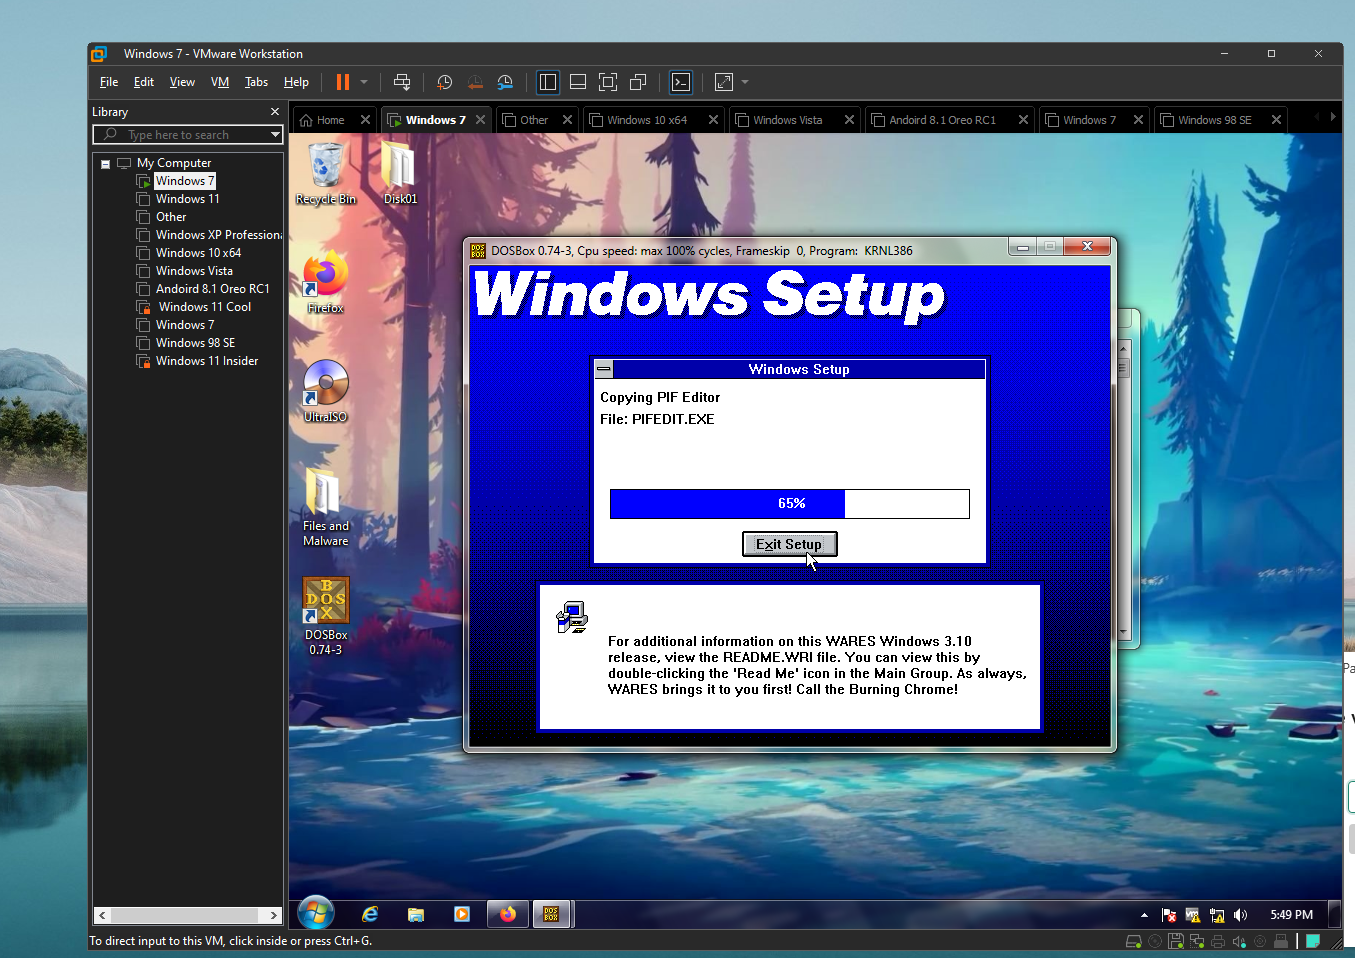 Windows 7 - VMware Workstation
File Edit View VM Tabs Help
Library
Type here to search
My Computer
Windows 7
Windows 11
Other
Windows XP Professiona
Windows 10 x64
Windows Vista
Andoird 8.1 Oreo RC1
Windows 11 Cool
Windows 7
Windows 98 SE
Windows 11 Insider
Home
Windows 7
Other
Windows 10 x64
Windows Vista
Andoird 8.1 Oreo RC1
Windows 7
Windows 98 SE
Recycle Bin
Disk01
Firefox
UltraISO
Files and
Malware
DOSBox
0.74-3
DOSBox 0.74-3, Cpu speed: max 100% cycles, Frameskip 0, Program: KRNL386
Windows Setup
Windows Setup
Copying PIF Editor
File: PIFEDIT.EXE
65%
Exit Setup
For additional information on this WARES Windows 3.10
release, view the README.WRI file. You can view this by
double-clicking the 'Read Me' icon in the Main Group. As always,
WARES brings it to you first! Call the Burning Chrome!
5:49 PM
To direct input to this VM, click inside or press Ctrl+G.